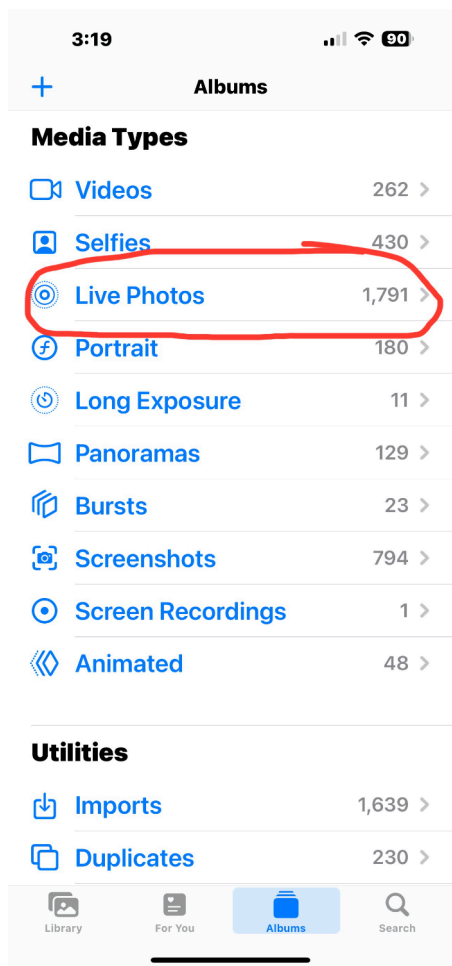 3:19
90
Albums
Media Types
Videos 262
Selfies 430
Live Photos 1,791
Portrait 180
Long Exposure 11
Panoramas 129
Bursts 23
Screenshots 794
Screen Recordings 1
Animated 48
Utilities
Imports 1,639
Duplicates 230
Library For You Albums Search